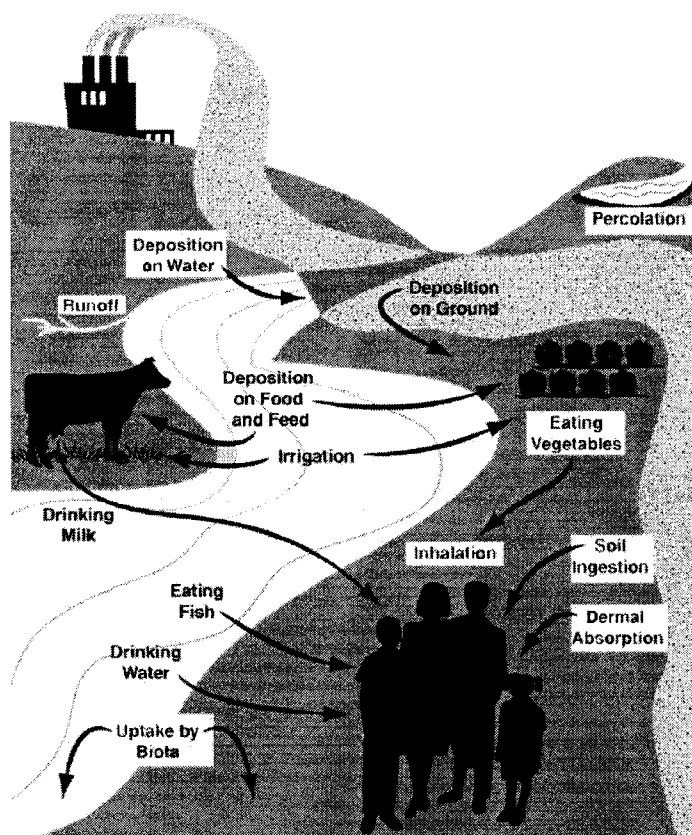 Percolation
Deposition
on Water
Runoff
Deposition
on Ground
Deposition
on Food
and Feed
Eating
Vegetables
Irrigation
Drinking
Milk
Inhalation
Soil
Ingestion
Eating
Fish
Dermal
Absorption
Drinking
Water
Uptake by
Biota